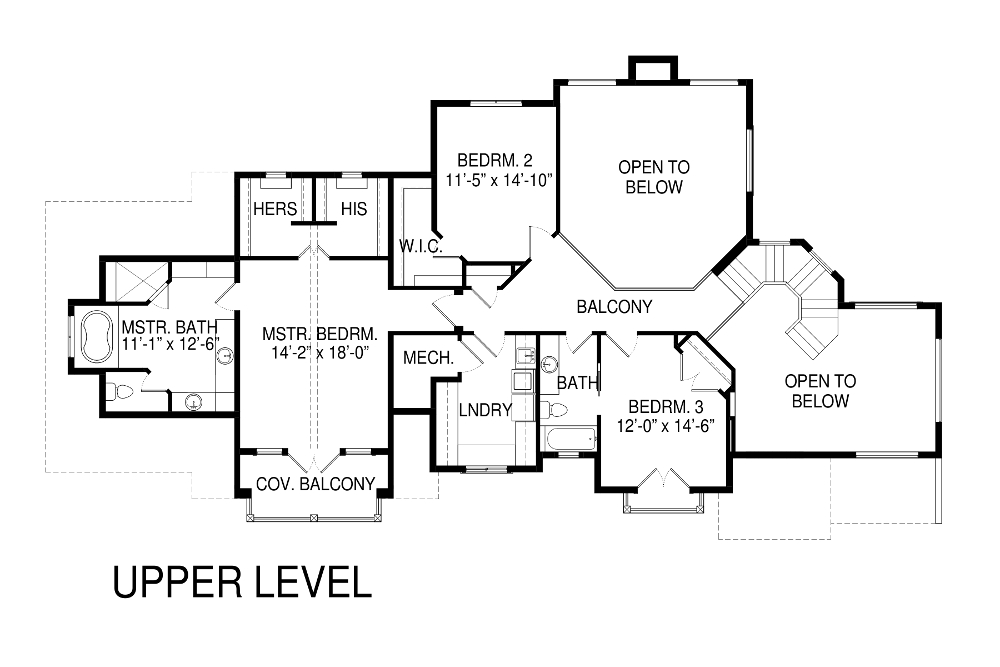 BEDRM. 2
11'-5" x 14'-10"
OPEN TO
BELOW
HERS
HIS
W.I.C.
BALCONY
MSTR. BATH
11'-1" x 12'-6"
MSTR. BEDRM.
14'-2" x 18'-0"
MECH.
BATH
LNDRY
BEDRM. 3
12'-0" x 14'-6"
OPEN TO
BELOW
COV. BALCONY
UPPER LEVEL